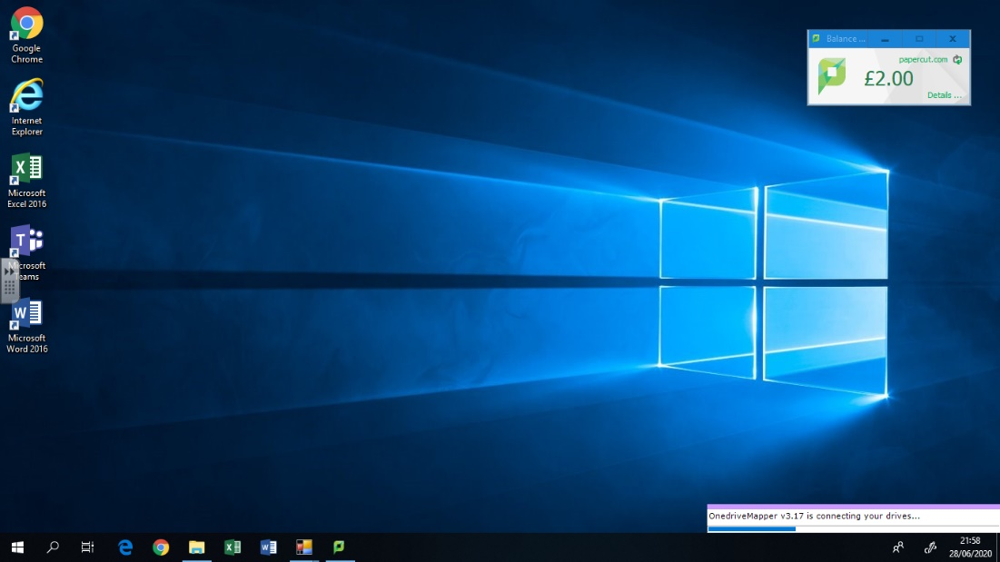 Google
Chrome
Internet
Explorer
Microsoft
Excel 2016
Microsoft
Teams
Microsoft
Word 2016
Balance ...
papercut.com
£2.00
Details ...
OnedriveMapper v3.17 is connecting your drives...
21:58
28/06/2020